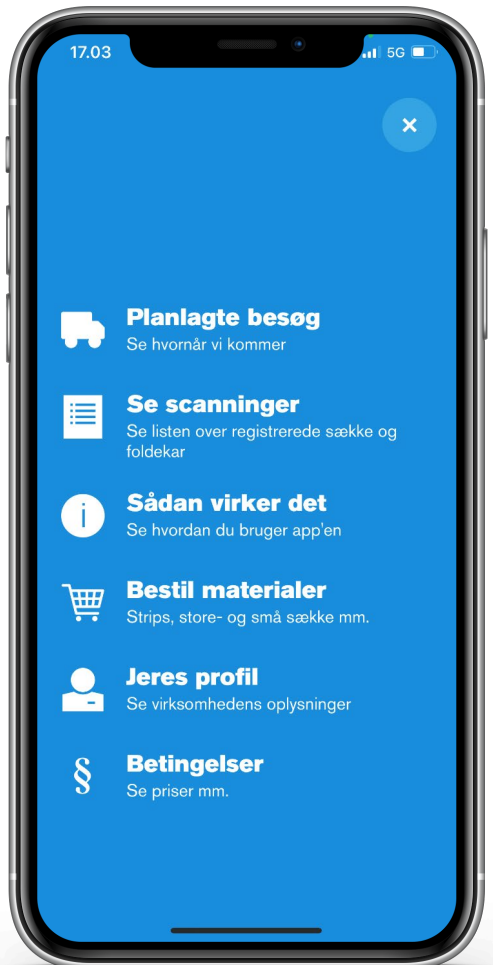 17.03 5G
Planlagte besøg
Se hvornår vi kommer
Se scanninger
Se listen over registrerede sække og
foldekar
i
Sådan virker det
Se hvordan du bruger app'en
Bestil materialer
Strips, store- og små sække mm.
Jeres profil
Se virksomhedens oplysninger
§
Betingelser
Se priser mm.